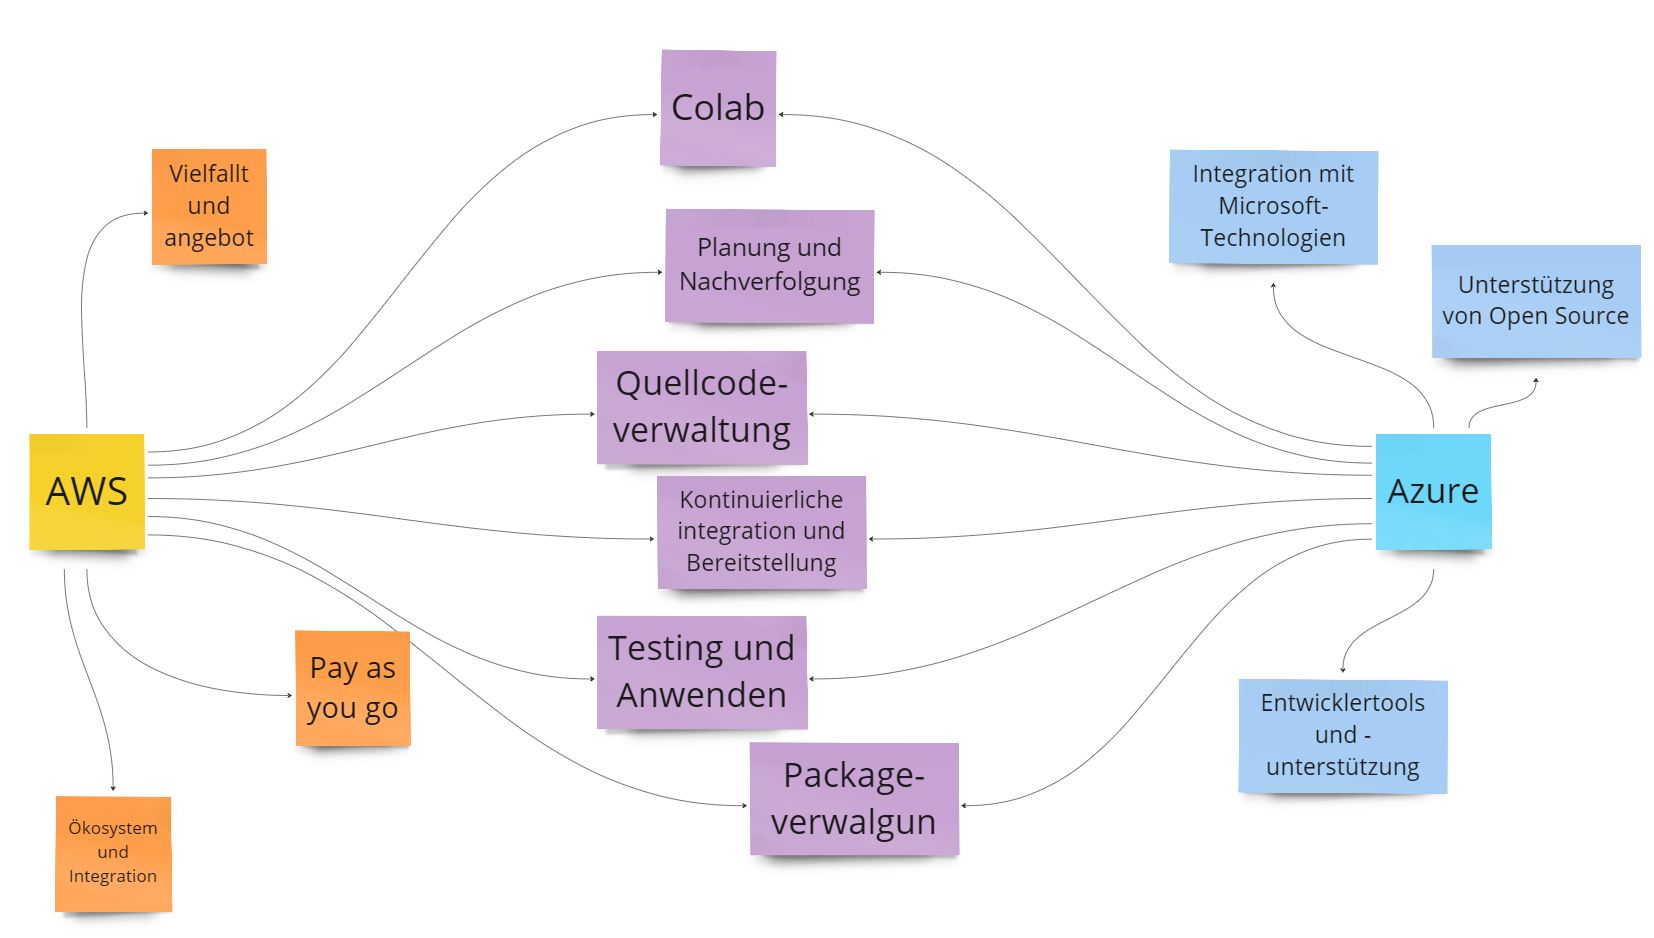 Colab
Vielfallt
und
angebot
Planung und
Nachverfolgung
Integration mit
Microsoft-
Technologien
Unterstützung
von Open Source
Quellcode-
verwaltung
AWS
Kontinuierliche
integration und
Bereitstellung
Azure
Testing und
Anwenden
Pay as
you go
Entwicklertools
und -
unterstützung
Package-
verwalgun
Ökosystem
und
Integration